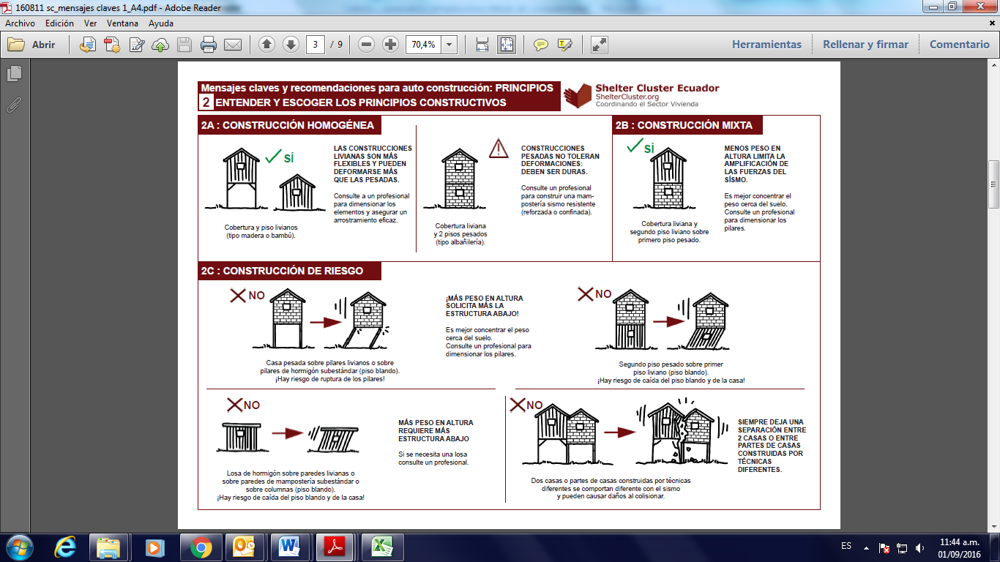 160811 sc_mensajes claves 1_A4.pdf - Adobe Reader
Archivo Edición Ver Ventana Ayuda
Abrir
3 / 9
70,4%
Herramientas Rellenar y firmar Comentario
Mensajes claves y recomendaciones para auto construcción: PRINCIPIOS
2 ENTENDER Y ESCOGER LOS PRINCIPIOS CONSTRUCTIVOS
Shelter Cluster Ecuador
ShelterCluster.org
Coordinando el Sector Vivienda
2A : CONSTRUCCIÓN HOMOGÉNEA
SÍ
Cobertura y piso livianos
(tipo madera o bambú).
LAS CONSTRUCCIONES
LIVIANAS SON MÁS
FLEXIBLES Y PUEDEN
DEFORMARSE MÁS
QUE LAS PESADAS.
Consulte a un profesional
para dimensionar los
elementos y asegurar un
arrostramiento eficaz.
Cobertura liviana
y 2 pisos pesados
(tipo albañilería).
CONSTRUCCIONES
PESADAS NO TOLERAN
DEFORMACIONES:
DEBEN SER DURAS.
Consulte un profesional
para construir una mam-
postería sismo resistente
(reforzada o confinada).
2B : CONSTRUCCIÓN MIXTA
SÍ
Cobertura liviana y
segundo piso liviano sobre
primero piso pesado.
MENOS PESO EN
ALTURA LIMITA LA
AMPLIFICACIÓN DE
LAS FUERZAS DEL
SÍSMO.
Es mejor concentrar el
peso cerca del suelo.
Consulte un profesional
para dimensionar los
pilares.
2C : CONSTRUCCIÓN DE RIESGO
NO
Casa pesada sobre pilares livianos o sobre
pilares de hormigón subestándar (piso blando).
¡Hay riesgo de ruptura de los pilares!
¡MÁS PESO EN ALTURA
SOLICITA MÁS LA
ESTRUCTURA ABAJO!
Es mejor concentrar el peso
cerca del suelo.
Consulte un profesional para
dimensionar los pilares.
NO
Segundo piso pesado sobre primer
piso liviano (piso blando).
¡Hay riesgo de caída del piso blando y de la casa!
NO
Losa de hormigón sobre paredes livianas o
sobre paredes de mampostería subestándar o
sobre columnas (piso blando).
¡Hay riesgo de caída del piso blando y de la casa!
MÁS PESO EN ALTURA
REQUIERE MÁS
ESTRUCTURA ABAJO
Si se necesita una losa
consulte un profesional.
NO
Dos casas o partes de casas construidas por técnicas
diferentes se comportan diferente con el sismo
y pueden causar daños al colisionar.
SIEMPRE DEJA UNA
SEPARACIÓN ENTRE
2 CASAS O ENTRE
PARTES DE CASAS
CONSTRUIDAS POR
TÉCNICAS
DIFERENTES.
ES
11:44 a.m.
01/09/2016